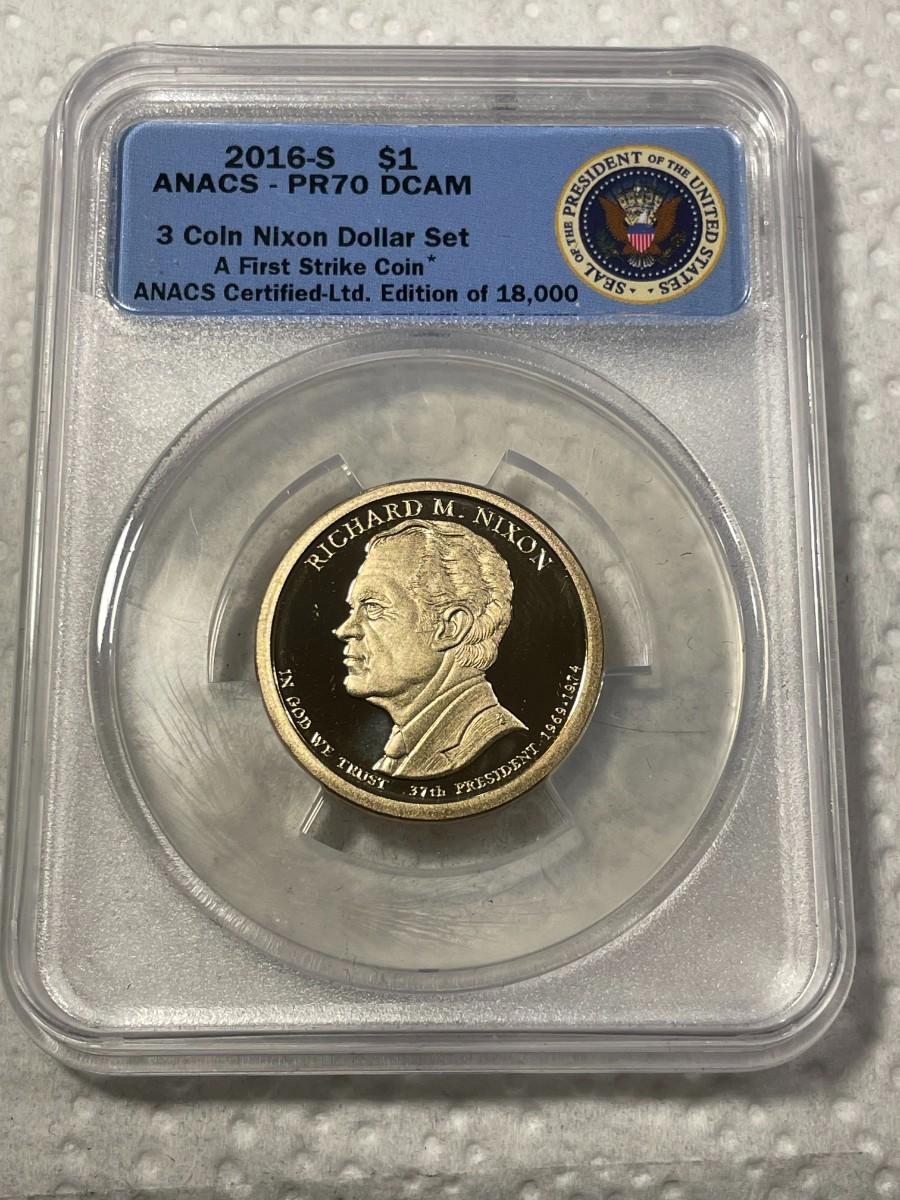 2016-S $1
ANACS - PR70 DCAM
3 Coin Nixon Dollar Set
A First Strike Coin*
ANACS Certified-Ltd. Edition of 18,000
SEAL OF THE PRESIDENT OF THE UNITED STATES
RICHARD M. NIXON
IN GOD WE TRUST
37th PRESIDENT 1969-1974